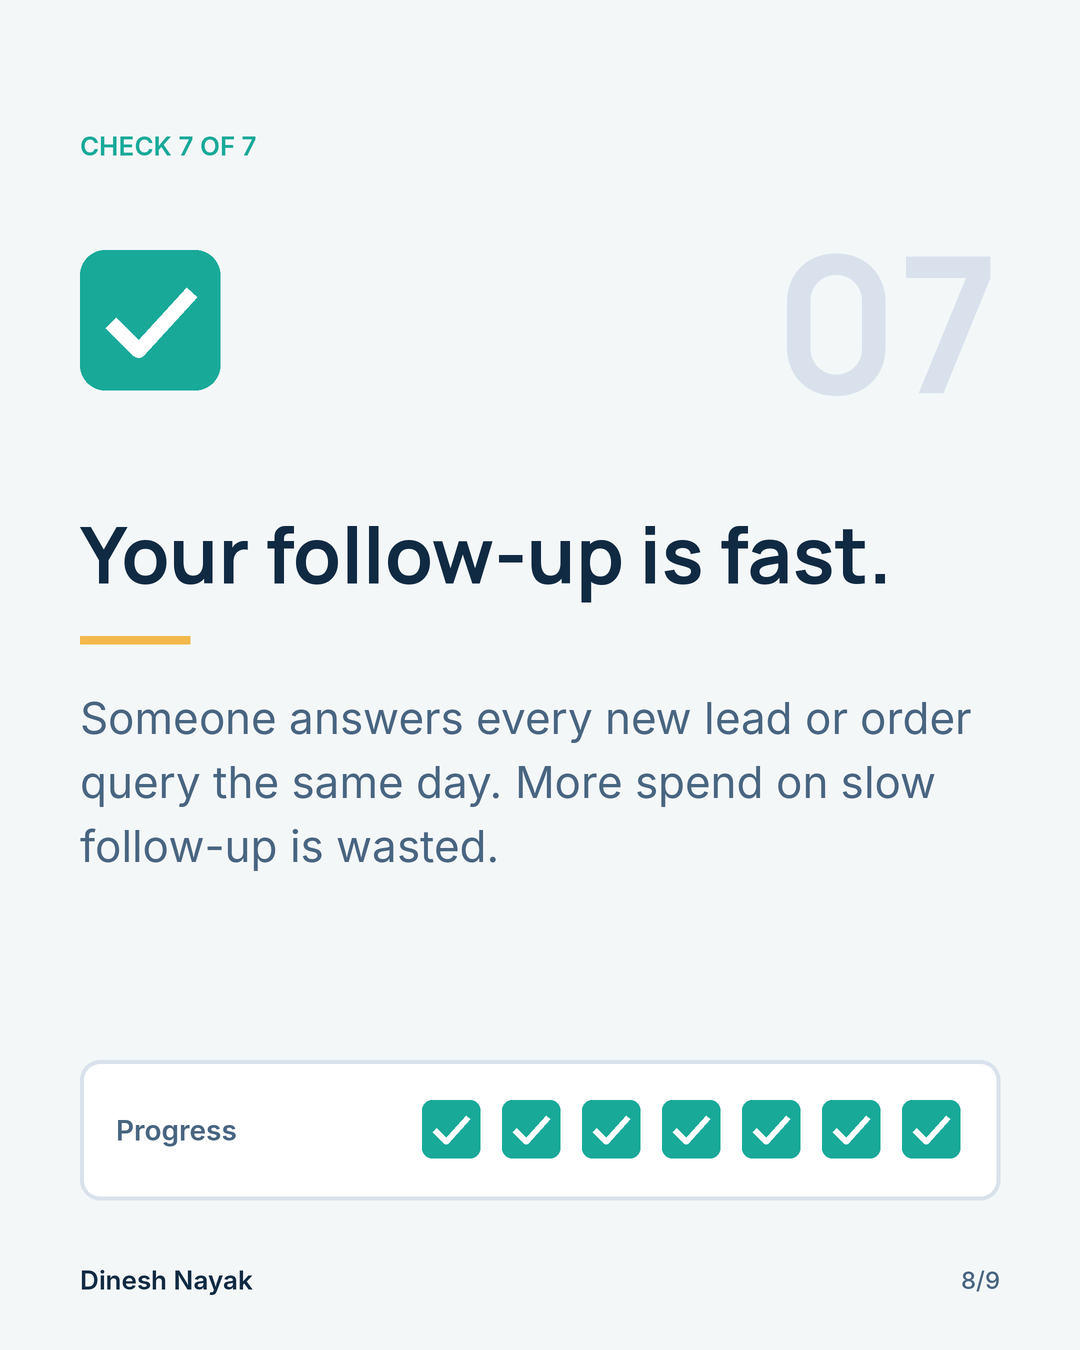 CHECK 7 OF 7
07
Your follow-up is fast.
Someone answers every new lead or order
query the same day. More spend on slow
follow-up is wasted.
Progress
Dinesh Nayak
8/9